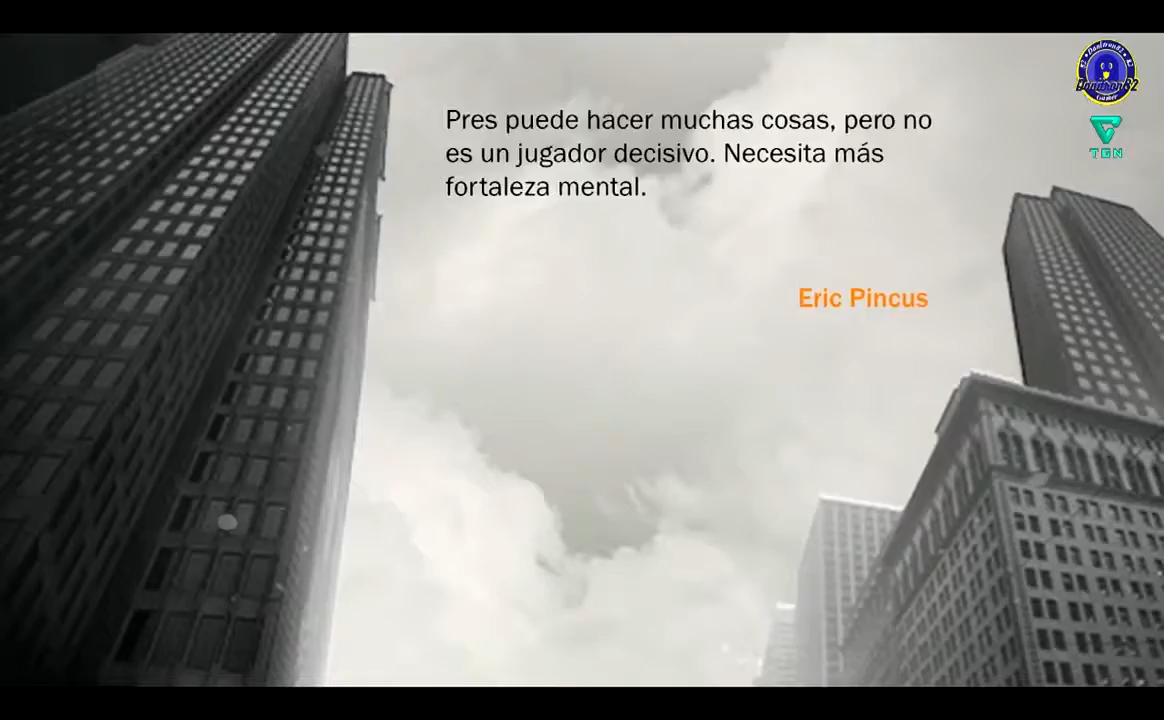 Pres puede hacer muchas cosas, pero no
es un jugador decisivo. Necesita más
fortaleza mental.
Eric Pincus
TGN